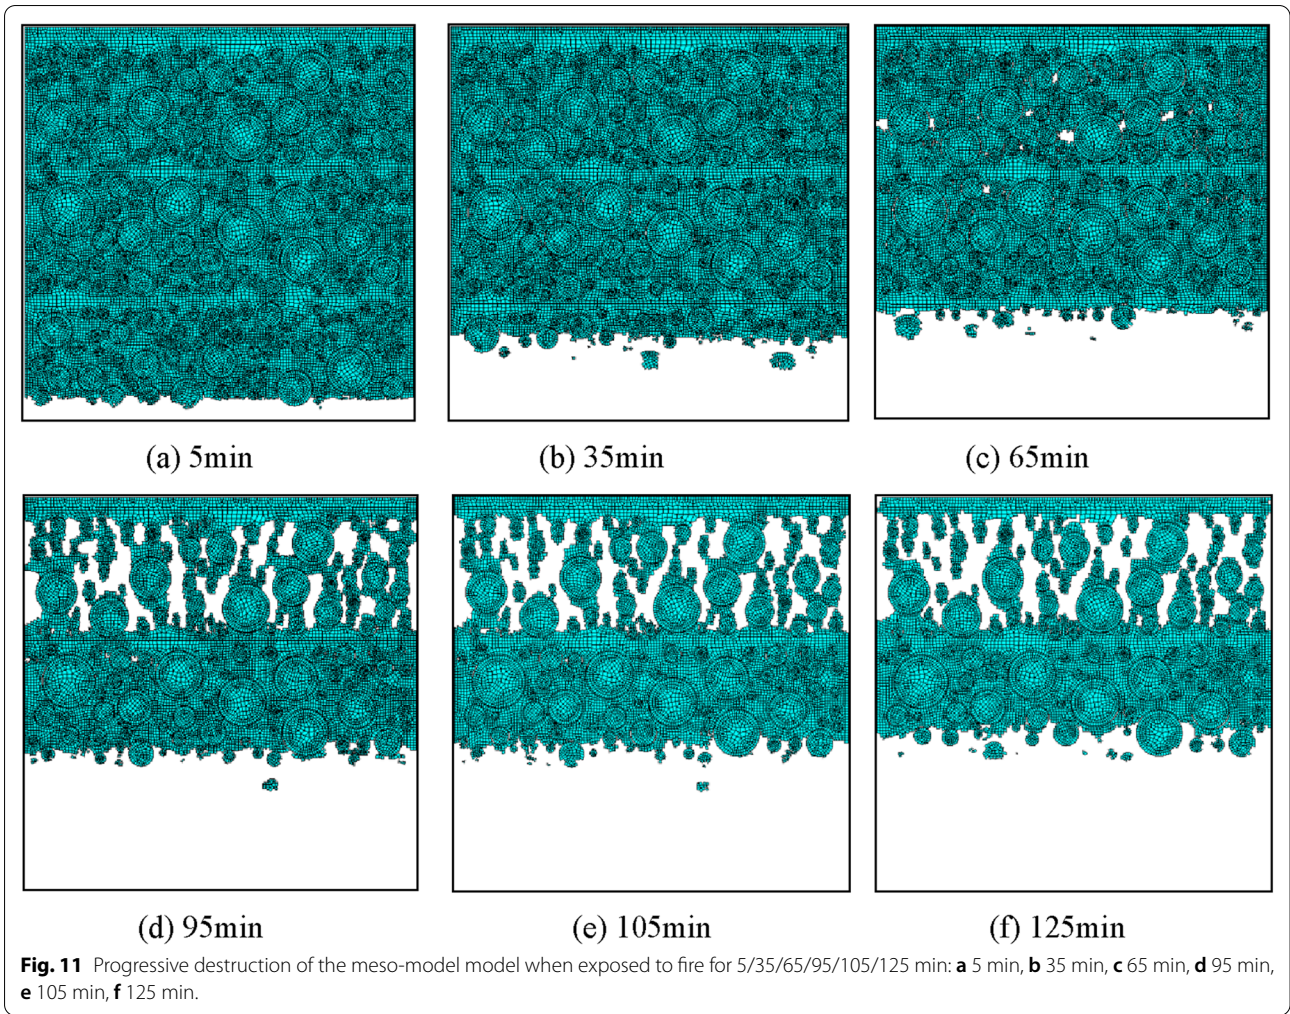 (a) 5min
(b) 35min
(c) 65min
(d) 95min
(e) 105min
(f) 125min
Fig. 11 Progressive destruction of the meso-model model when exposed to fire for 5/35/65/95/105/125 min: a 5 min, b 35 min, c 65 min, d 95 min,
e 105 min, f 125 min.